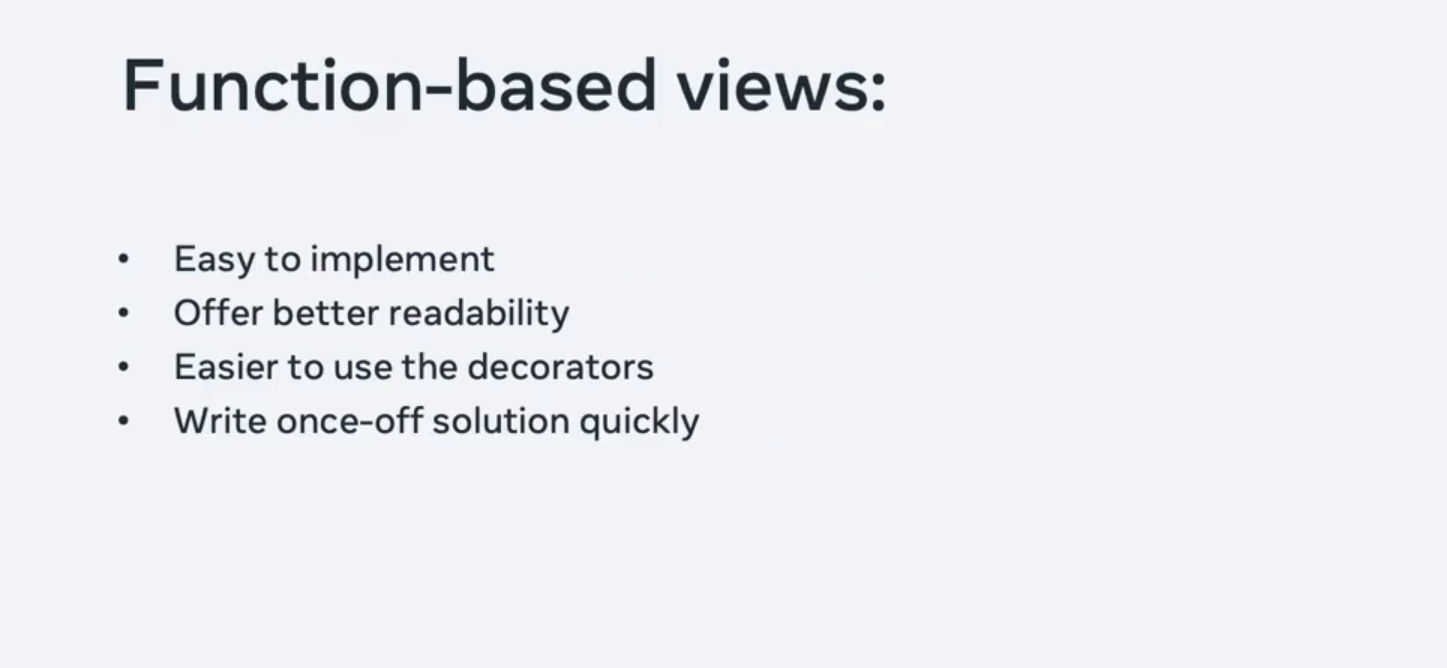 Function-based views:
• Easy to implement
• Offer better readability
• Easier to use the decorators
• Write once-off solution quickly